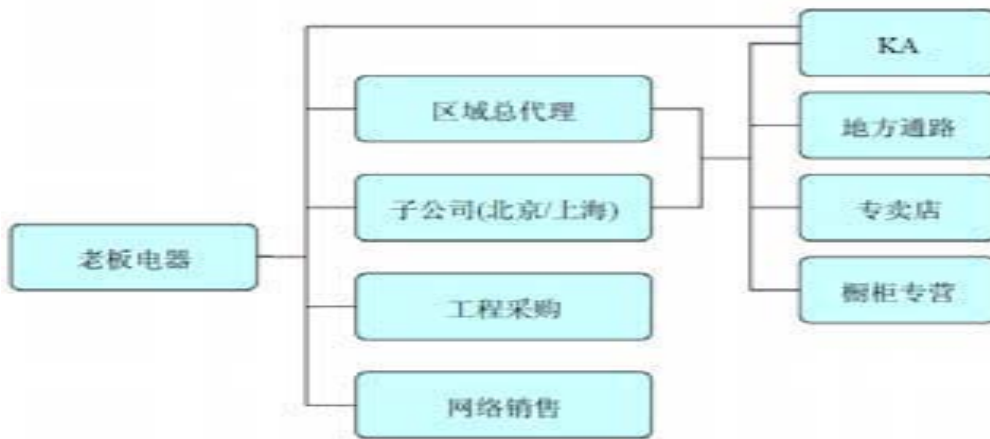 老板电器
区域总代理
子公司(北京/上海)
工程采购
网络销售
KA
地方通路
专卖店
橱柜专营